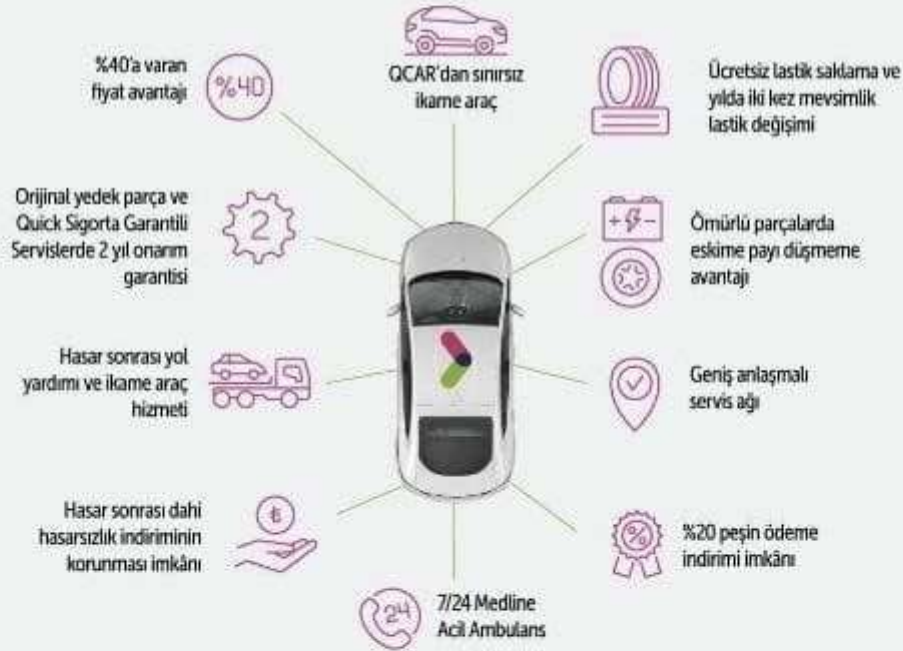 %40'a varan
fiyat avantajı
%40
QCAR'dan sınırsız
ikame araç
Ücretsiz lastik saklama ve
yılda iki kez mevsimlik
lastik değişimi
Orijinal yedek parça ve
Quick Sigorta Garantili
Servislerde 2 yıl onarım
garantisi
2
Ömürlü parçalarda
eskime payı düşmeme
avantajı
Hasar sonrası yol
yardımı ve ikame araç
hizmeti
Geniş anlaşmalı
servis ağı
Hasar sonrası dahi
hasarsızlık indiriminin
korunması imkânı
₺
%
%20 peşin ödeme
indirimi imkânı
24
7/24 Medline
Acil Ambulans